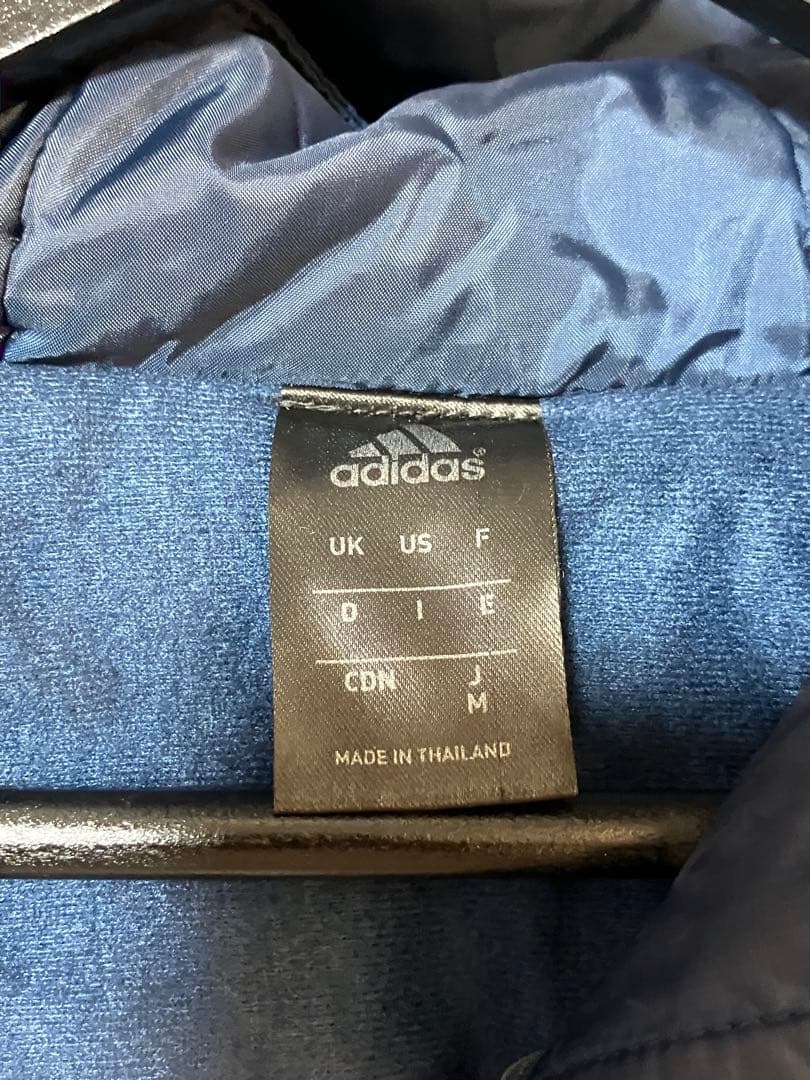 adidas®
UK US F
D I E
CDN J
M
MADE IN THAILAND